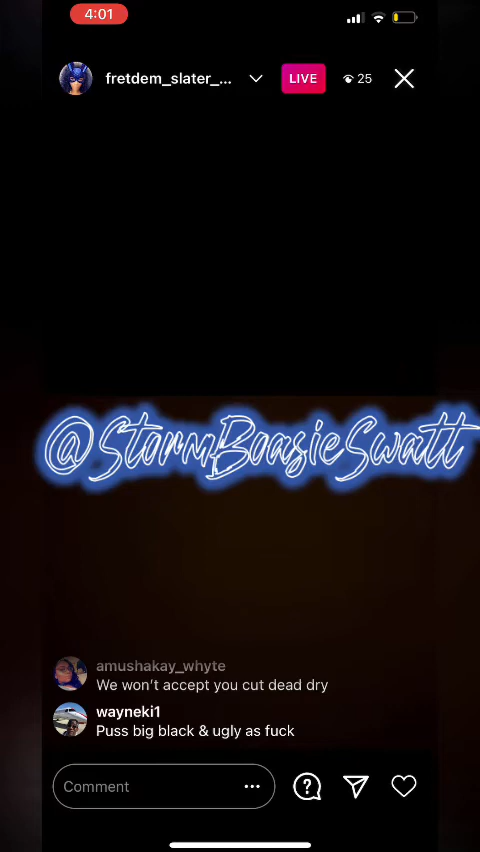 4:01
fretdem_slater_...
LIVE
25
@StormBoasieSwatt
amushakay_whyte
We won't accept you cut dead dry
wayneki1
Puss big black & ugly as fuck
Comment